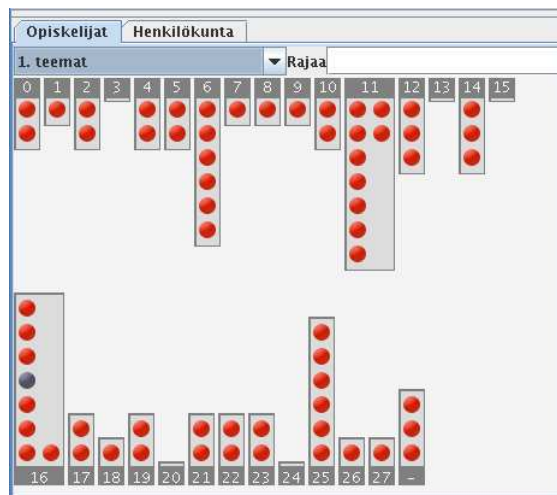 Opiskelijat Henkilökunta
1. teemat Rajaa
0 1 2 3 4 5 6 7 8 9 10 11 12 13 14 15
16 17 18 19 20 21 22 23 24 25 26 27 -